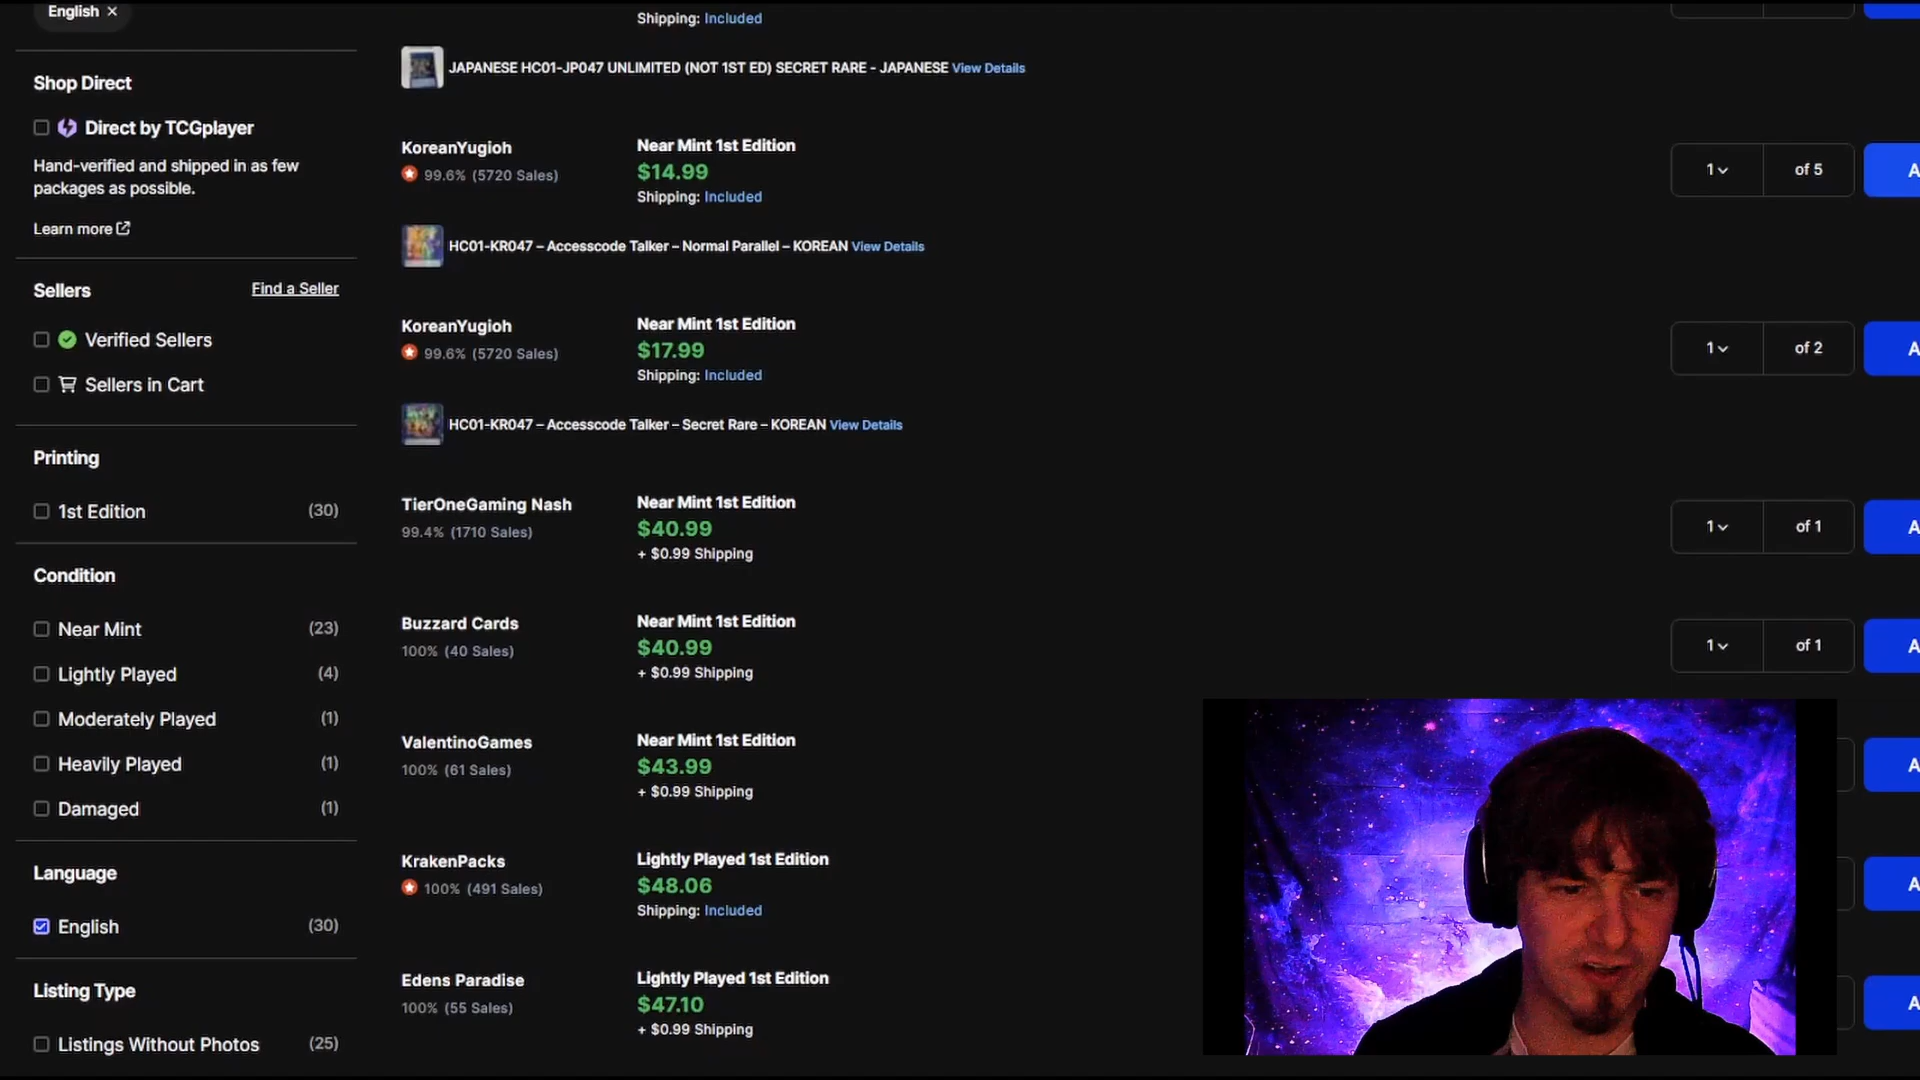 English ×
Shop Direct
Direct by TCGplayer
Hand-verified and shipped in as few
packages as possible.
Learn more
Sellers
Find a Seller
Verified Sellers
Sellers in Cart
Printing
1st Edition (30)
Condition
Near Mint (23)
Lightly Played (4)
Moderately Played (1)
Heavily Played (1)
Damaged (1)
Language
English (30)
Listing Type
Listings Without Photos (25)
Shipping: Included
JAPANESE HC01-JP047 UNLIMITED (NOT 1ST ED) SECRET RARE - JAPANESE View Details
KoreanYugioh
99.6% (5720 Sales)
Near Mint 1st Edition
$14.99
Shipping: Included
1 of 5 A
HC01-KR047 – Accesscode Talker – Normal Parallel – KOREAN View Details
KoreanYugioh
99.6% (5720 Sales)
Near Mint 1st Edition
$17.99
Shipping: Included
1 of 2 A
HC01-KR047 – Accesscode Talker – Secret Rare – KOREAN View Details
TierOneGaming Nash
99.4% (1710 Sales)
Near Mint 1st Edition
$40.99
+ $0.99 Shipping
1 of 1 A
Buzzard Cards
100% (40 Sales)
Near Mint 1st Edition
$40.99
+ $0.99 Shipping
1 of 1 A
ValentinoGames
100% (61 Sales)
Near Mint 1st Edition
$43.99
+ $0.99 Shipping
A
KrakenPacks
100% (491 Sales)
Lightly Played 1st Edition
$48.06
Shipping: Included
A
Edens Paradise
100% (55 Sales)
Lightly Played 1st Edition
$47.10
+ $0.99 Shipping
A